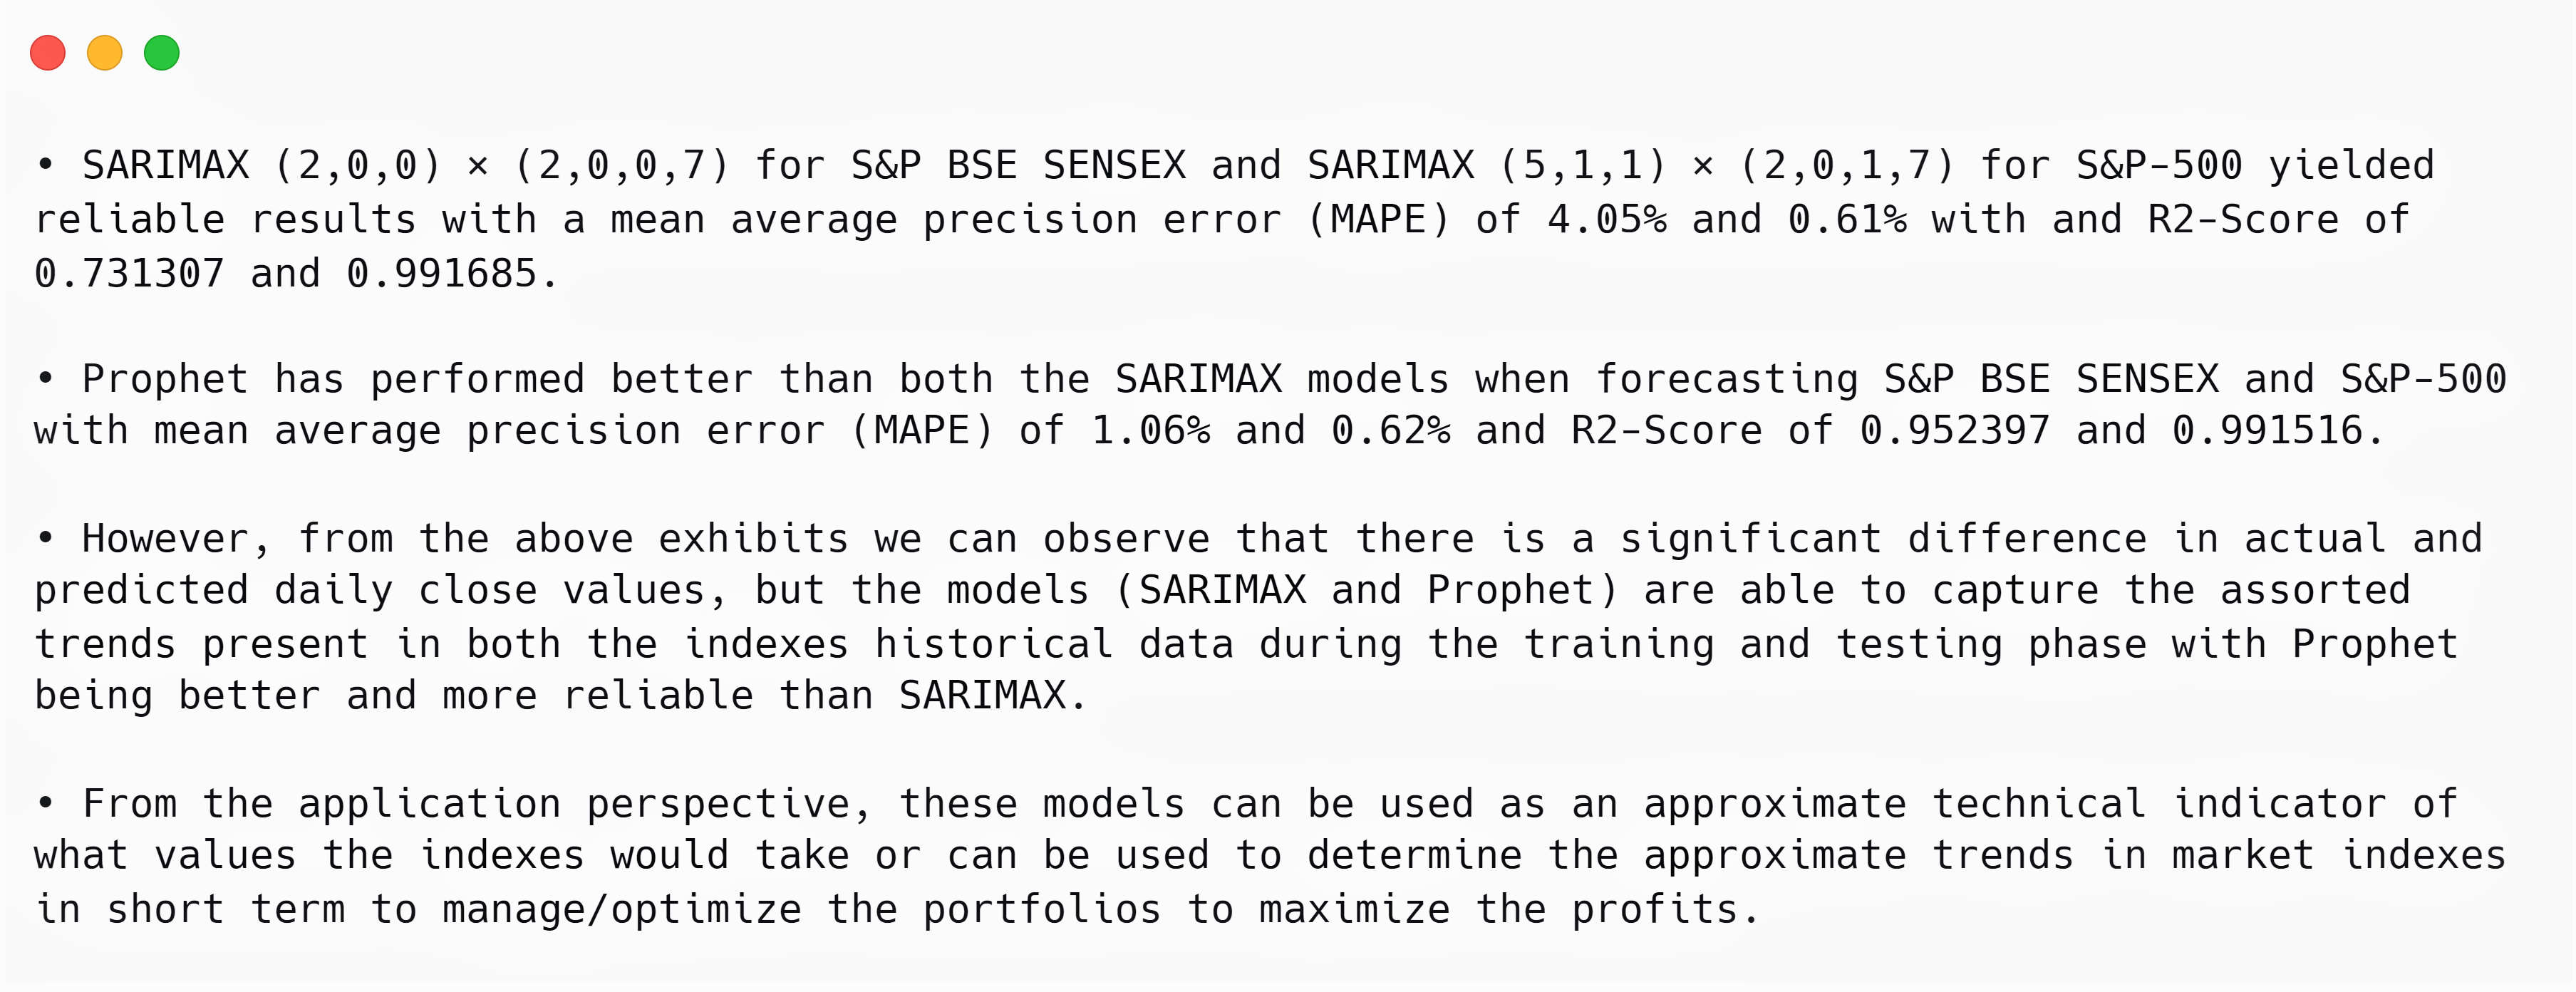 • SARIMAX (2,0,0) × (2,0,0,7) for S&P BSE SENSEX and SARIMAX (5,1,1) × (2,0,1,7) for S&P-500 yielded
reliable results with a mean average precision error (MAPE) of 4.05% and 0.61% with and R2-Score of
0.731307 and 0.991685.
• Prophet has performed better than both the SARIMAX models when forecasting S&P BSE SENSEX and S&P-500
with mean average precision error (MAPE) of 1.06% and 0.62% and R2-Score of 0.952397 and 0.991516.
• However, from the above exhibits we can observe that there is a significant difference in actual and
predicted daily close values, but the models (SARIMAX and Prophet) are able to capture the assorted
trends present in both the indexes historical data during the training and testing phase with Prophet
being better and more reliable than SARIMAX.
• From the application perspective, these models can be used as an approximate technical indicator of
what values the indexes would take or can be used to determine the approximate trends in market indexes
in short term to manage/optimize the portfolios to maximize the profits.